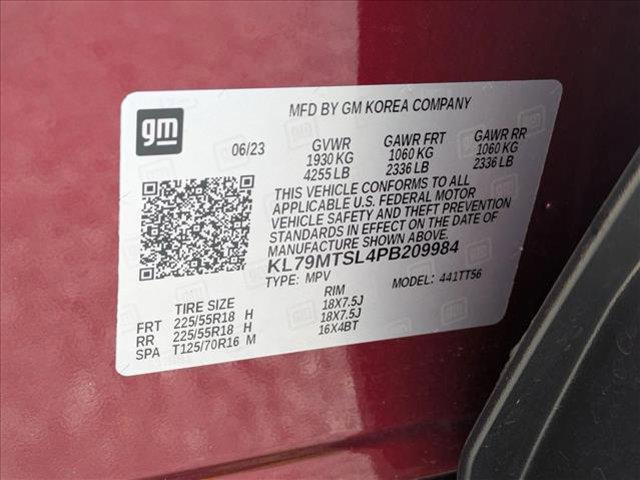 MFD BY GM KOREA COMPANY
gm
06/23 GVWR GAWR FRT GAWR RR
1930 KG 1060 KG 1060 KG
4255 LB 2336 LB 2336 LB
THIS VEHICLE CONFORMS TO ALL
APPLICABLE U.S. FEDERAL MOTOR
VEHICLE SAFETY AND THEFT PREVENTION
STANDARDS IN EFFECT ON THE DATE OF
MANUFACTURE SHOWN ABOVE.
KL79MTSL4PB209984
TYPE: MPV MODEL: 441TT56
TIRE SIZE RIM
FRT 225/55R18 H 18X7.5J
RR 225/55R18 H 18X7.5J
SPA T125/70R16 M 16X4BT